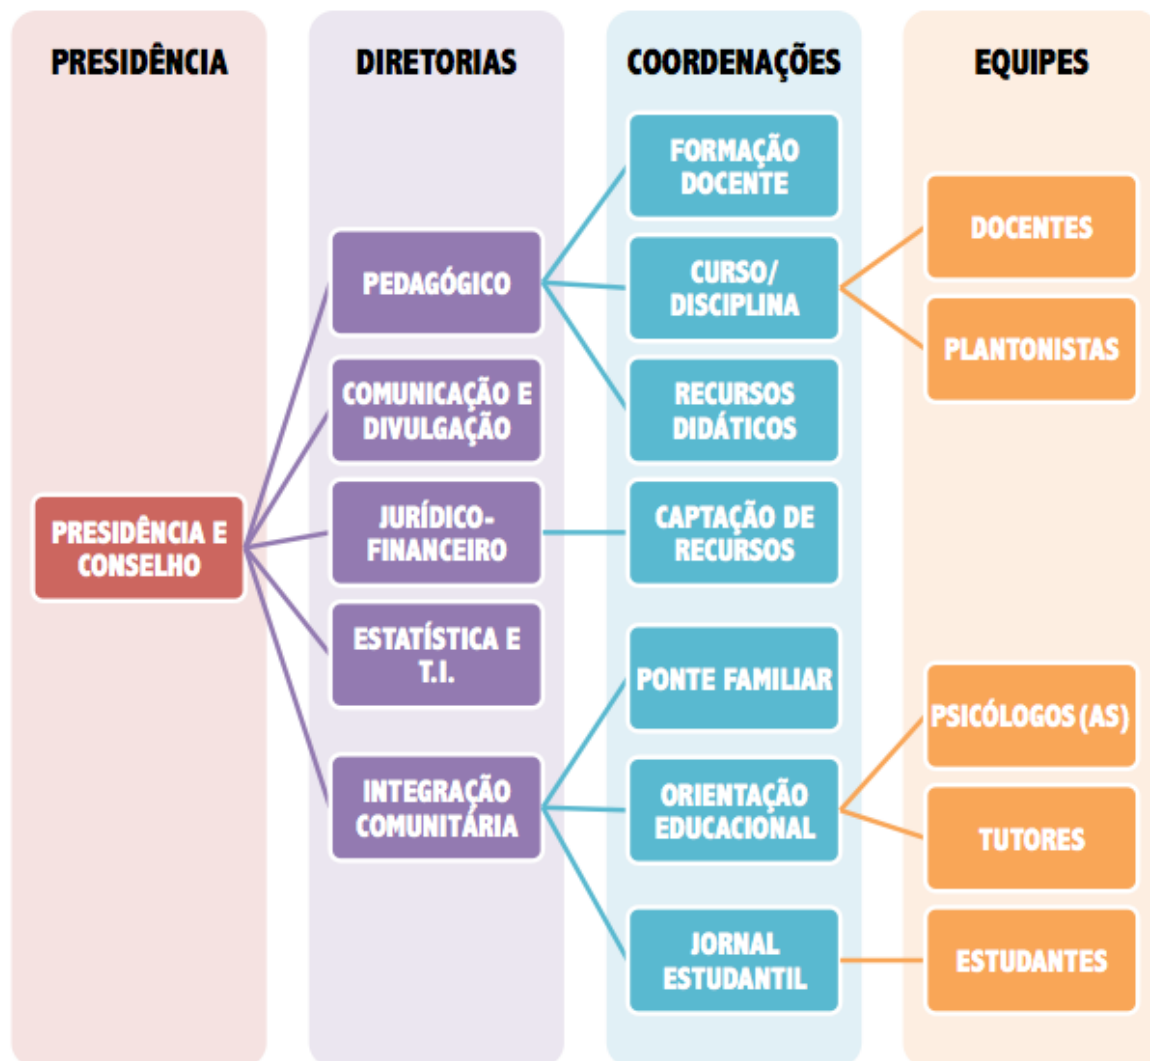 PRESIDÊNCIA
DIRETORIAS
COORDENAÇÕES
EQUIPES
PRESIDÊNCIA E
CONSELHO
PEDAGÓGICO
COMUNICAÇÃO E
DIVULGAÇÃO
JURÍDICO-
FINANCEIRO
ESTATÍSTICA E
T.I.
INTEGRAÇÃO
COMUNITÁRIA
FORMAÇÃO
DOCENTE
CURSO/
DISCIPLINA
RECURSOS
DIDÁTICOS
CAPTAÇÃO DE
RECURSOS
PONTE FAMILIAR
ORIENTAÇÃO
EDUCACIONAL
JORNAL
ESTUDANTIL
DOCENTES
PLANTONISTAS
PSICÓLOGOS(AS)
TUTORES
ESTUDANTES